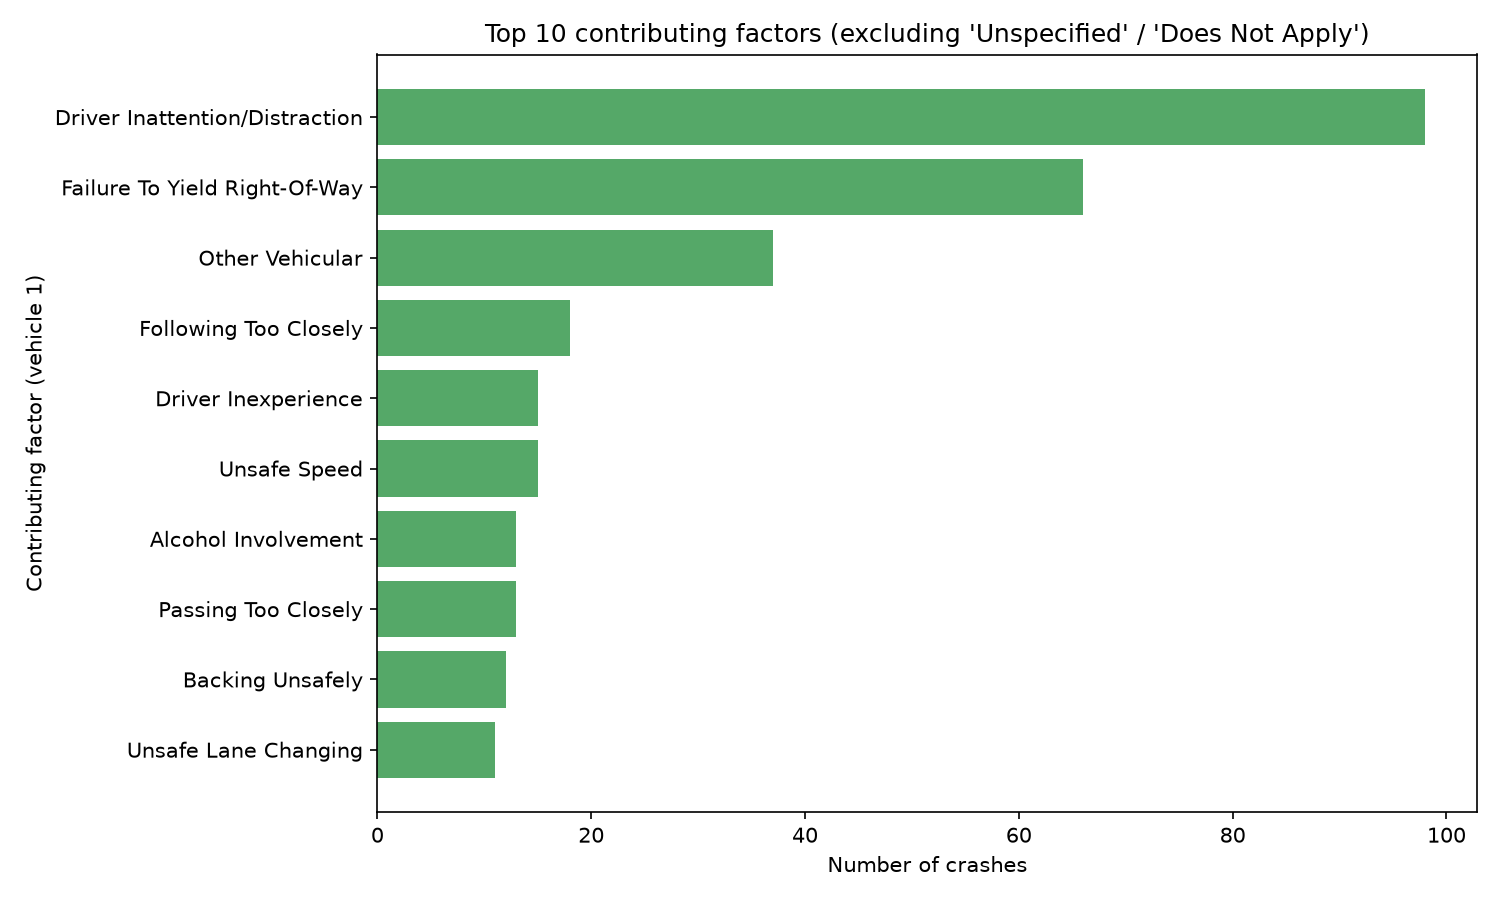 Top 10 contributing factors (excluding 'Unspecified' / 'Does Not Apply')
Contributing factor (vehicle 1)
Driver Inattention/Distraction
Failure To Yield Right-Of-Way
Other Vehicular
Following Too Closely
Driver Inexperience
Unsafe Speed
Alcohol Involvement
Passing Too Closely
Backing Unsafely
Unsafe Lane Changing
0 20 40 60 80 100
Number of crashes